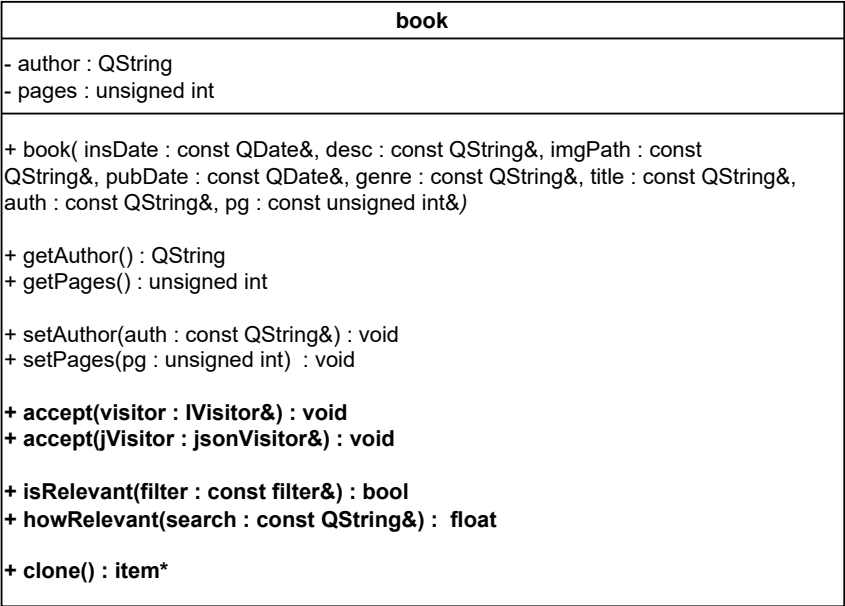 book
- author : QString
- pages : unsigned int
+ book( insDate : const QDate&, desc : const QString&, imgPath : const
QString&, pubDate : const QDate&, genre : const QString&, title : const QString&,
auth : const QString&, pg : const unsigned int&)
+ getAuthor() : QString
+ getPages() : unsigned int
+ setAuthor(auth : const QString&) : void
+ setPages(pg : unsigned int)  : void
+ accept(visitor : IVisitor&) : void
+ accept(jVisitor : jsonVisitor&) : void
+ isRelevant(filter : const filter&) : bool
+ howRelevant(search : const QString&) :  float
+ clone() : item*